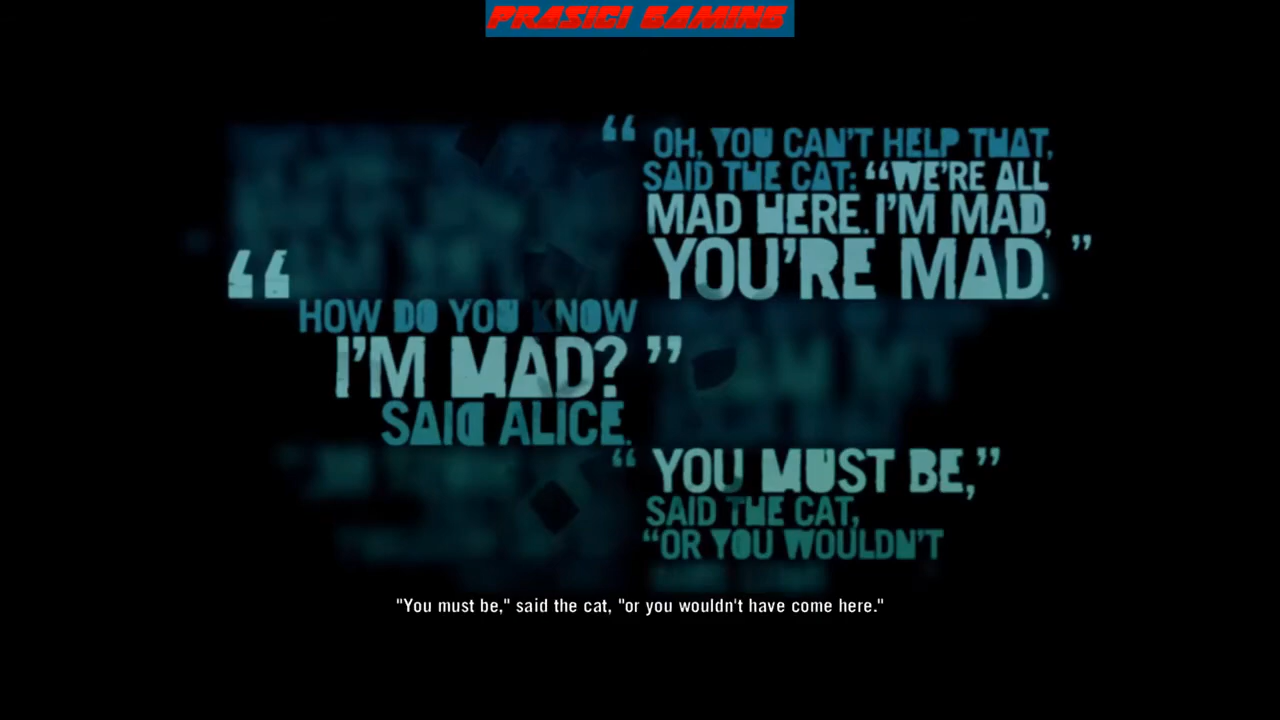 PRASICI GAMING
“ OH, YOU CAN'T HELP THAT,
SAID THE CAT: “WE'RE ALL
MAD HERE. I'M MAD,
YOU'RE MAD. ”
“ HOW DO YOU KNOW
I'M MAD? ”
SAID ALICE.
“ YOU MUST BE,”
SAID THE CAT,
“OR YOU WOULDN'T
"You must be," said the cat, "or you wouldn't have come here."